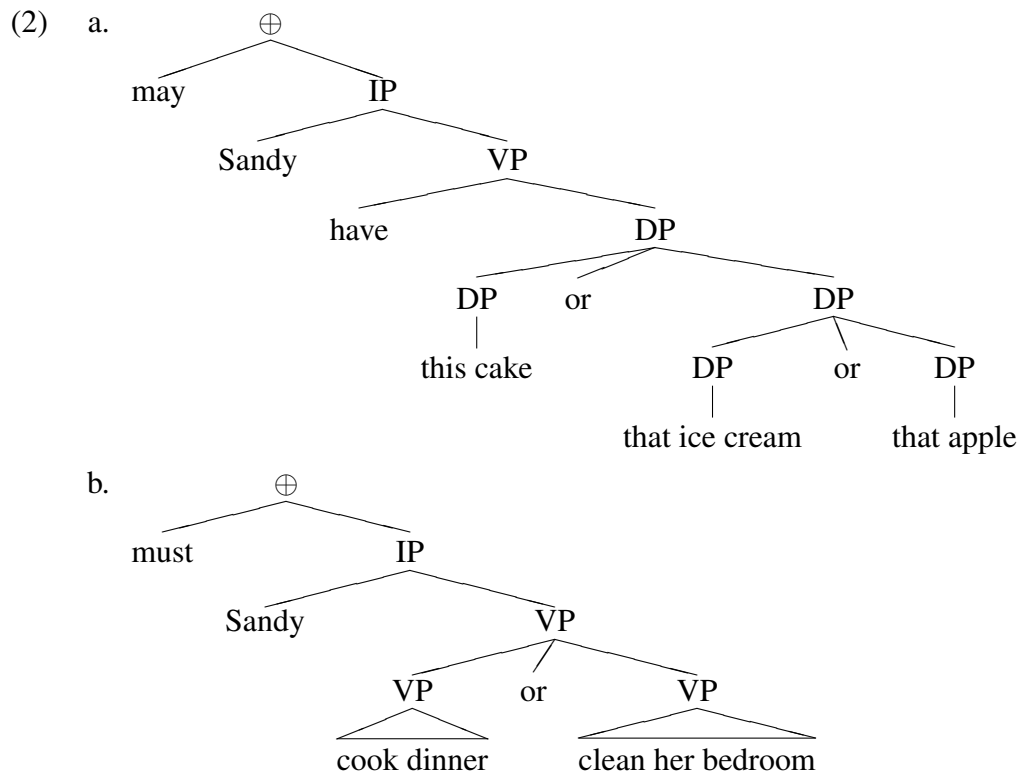 (2) a. ⊕
may IP
Sandy VP
have DP
DP or DP
this cake DP or DP
that ice cream that apple
b. ⊕
must IP
Sandy VP
VP or VP
cook dinner clean her bedroom